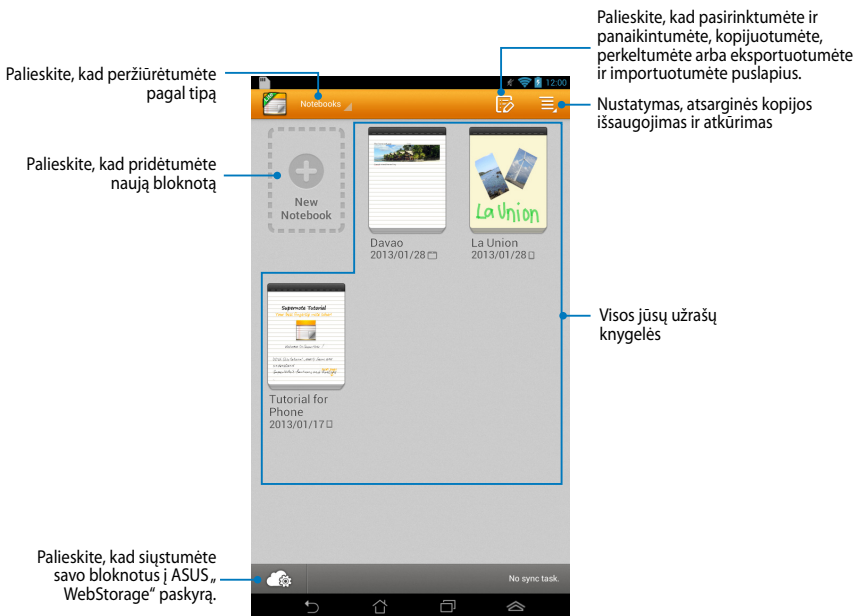 Palieskite, kad pasirinktumėte ir
panaikintumėte, kopijuotumėte,
perkeltumėte arba eksportuotumėte
ir importuotumėte puslapius.
Palieskite, kad peržiūrėtumėte
pagal tipą
12:00
Notebooks
Nustatymas, atsarginės kopijos
išsaugojimas ir atkūrimas
Palieskite, kad pridėtumėte
naują bloknotą
New
Notebook
La Union
Davao
2013/01/28
La Union
2013/01/28
Visos jūsų užrašų
knygelės
Supernote Tutorial
Tutorial for
Phone
2013/01/17
Palieskite, kad siųstumėte
savo bloknotus į ASUS „
WebStorage“ paskyrą.
No sync task.